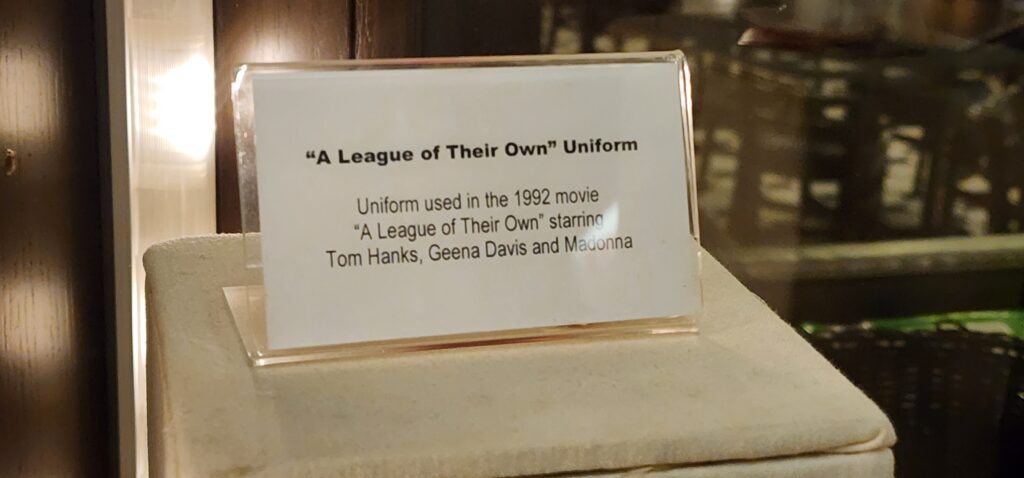 “A League of Their Own” Uniform
Uniform used in the 1992 movie
“A League of Their Own” starring
Tom Hanks, Geena Davis and Madonna